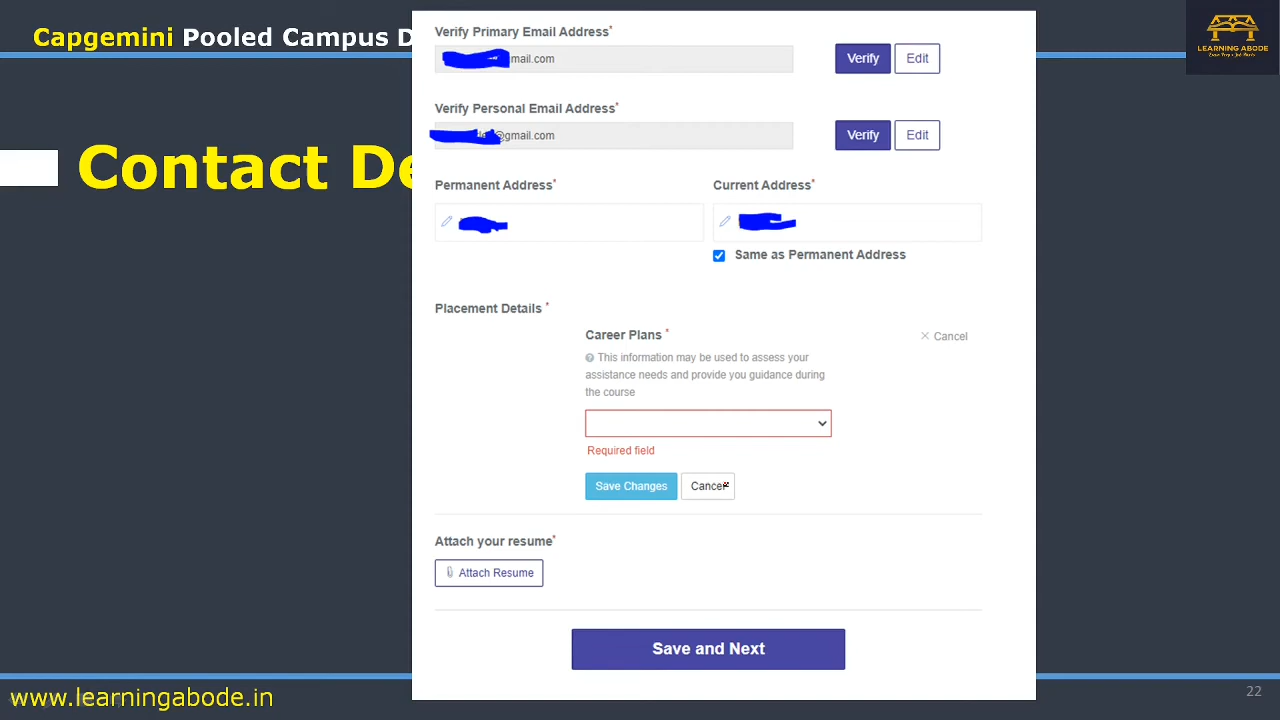 Capgemini Pooled Campus D
LEARNING ABODE
Contact De
Verify Primary Email Address*
mail.com
Verify Edit
Verify Personal Email Address*
@gmail.com
Verify Edit
Permanent Address* Current Address*
Same as Permanent Address
Placement Details *
Career Plans *
Cancel
This information may be used to assess your
assistance needs and provide you guidance during
the course
Required field
Save Changes Cancel
Attach your resume*
Attach Resume
Save and Next
www.learningabode.in
22